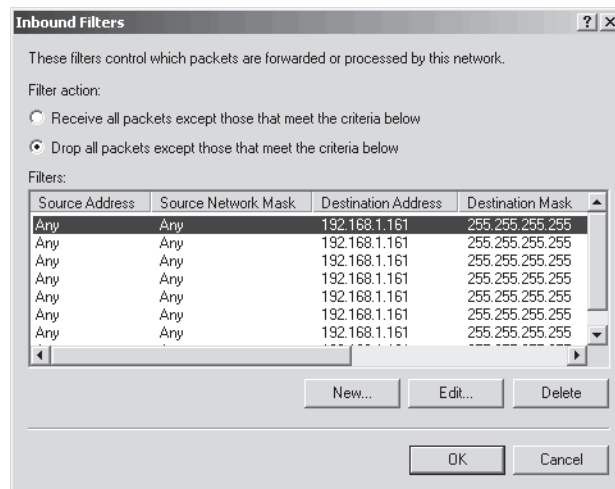 Inbound Filters
These filters control which packets are forwarded or processed by this network.
Filter action:
Receive all packets except those that meet the criteria below
Drop all packets except those that meet the criteria below
Filters:
Source Address Source Network Mask Destination Address Destination Mask
Any Any 192.168.1.161 255.255.255.255
Any Any 192.168.1.161 255.255.255.255
Any Any 192.168.1.161 255.255.255.255
Any Any 192.168.1.161 255.255.255.255
Any Any 192.168.1.161 255.255.255.255
Any Any 192.168.1.161 255.255.255.255
Any Any 192.168.1.161 255.255.255.255
New... Edit... Delete
OK Cancel